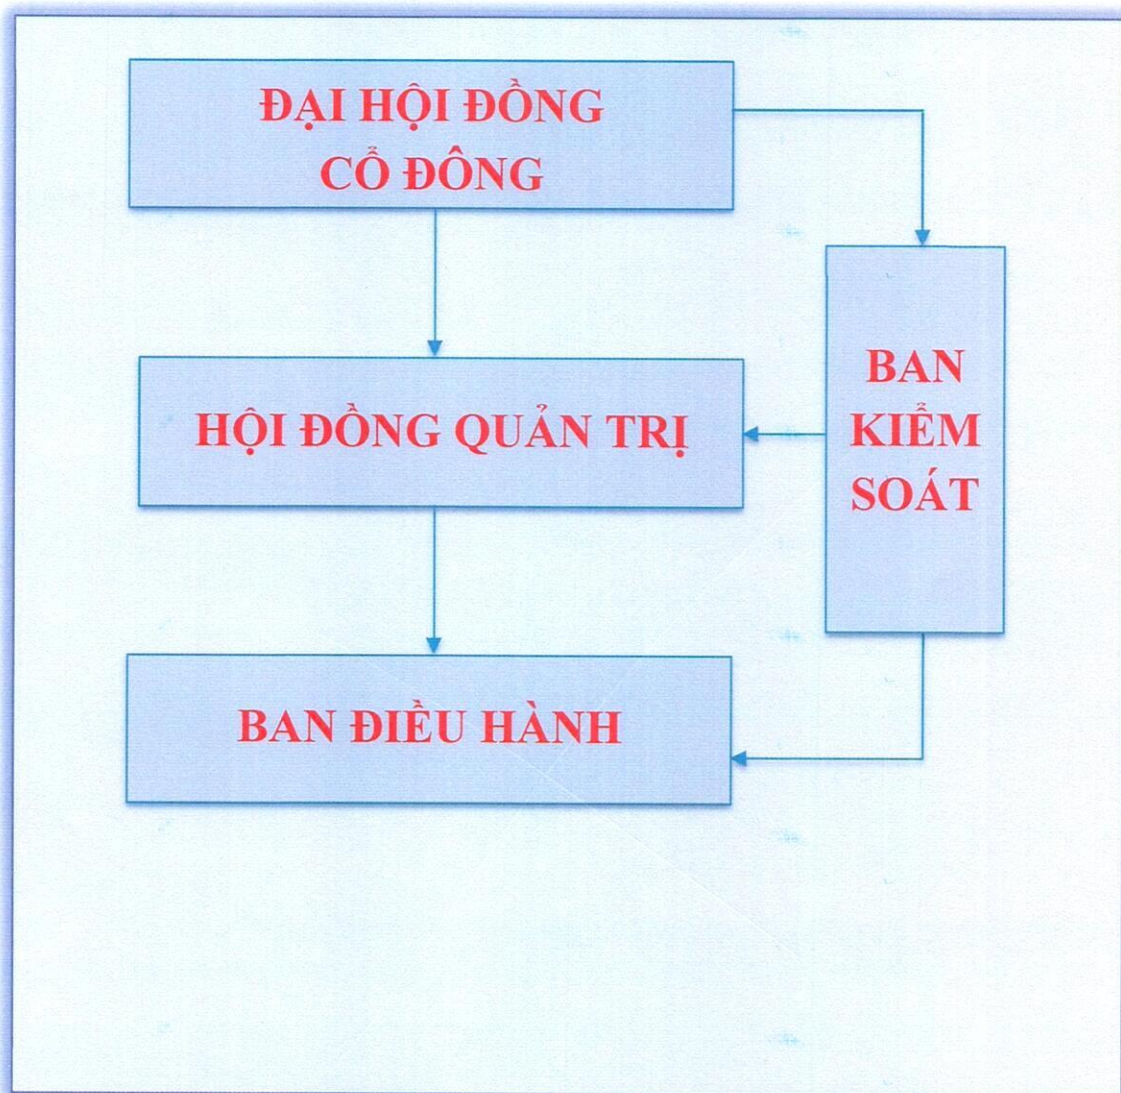 ĐẠI HỘI ĐỒNG
CỔ ĐÔNG
HỘI ĐỒNG QUẢN TRỊ
BAN
KIỂM
SOÁT
BAN ĐIỀU HÀNH